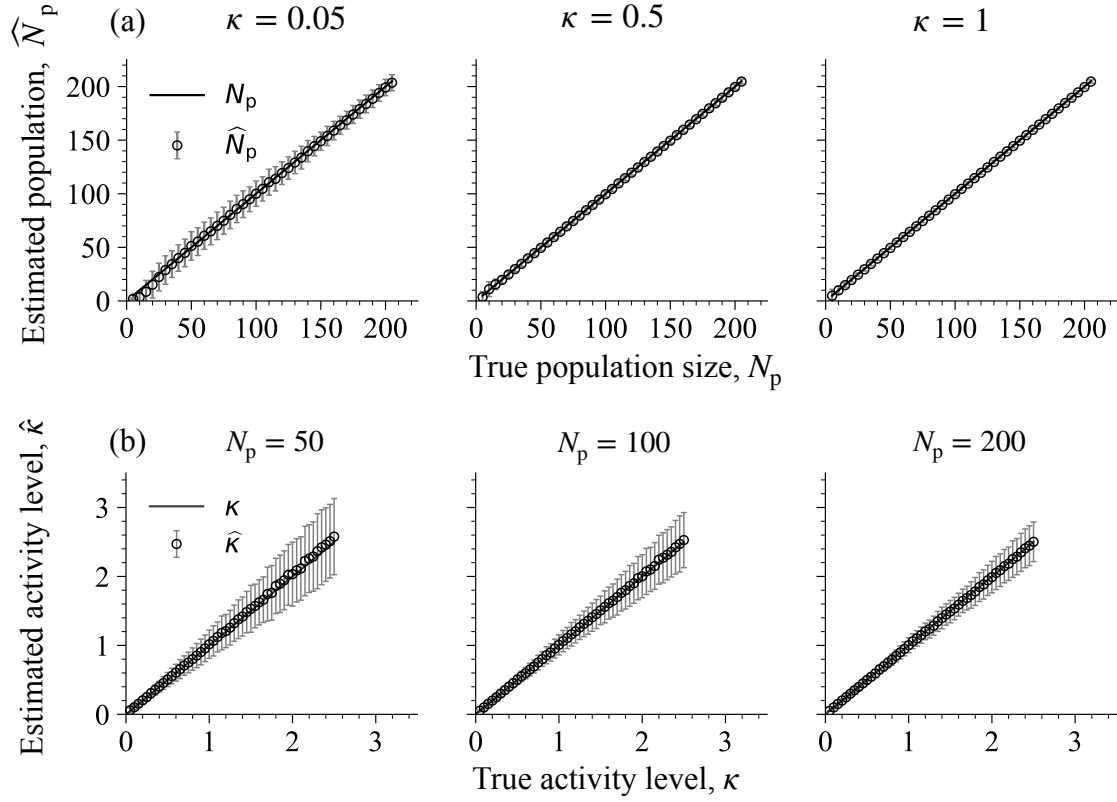 (a)
κ = 0.05
κ = 0.5
κ = 1
Estimated population, N̂p
200
150
100
50
0
Np
N̂p
0 50 100 150 200
50 100 150 200
50 100 150 200
True population size, Np
(b)
Np = 50
Np = 100
Np = 200
Estimated activity level, κ̂
3
2
1
0
κ
κ̂
0 1 2 3
0 1 2 3
0 1 2 3
True activity level, κ